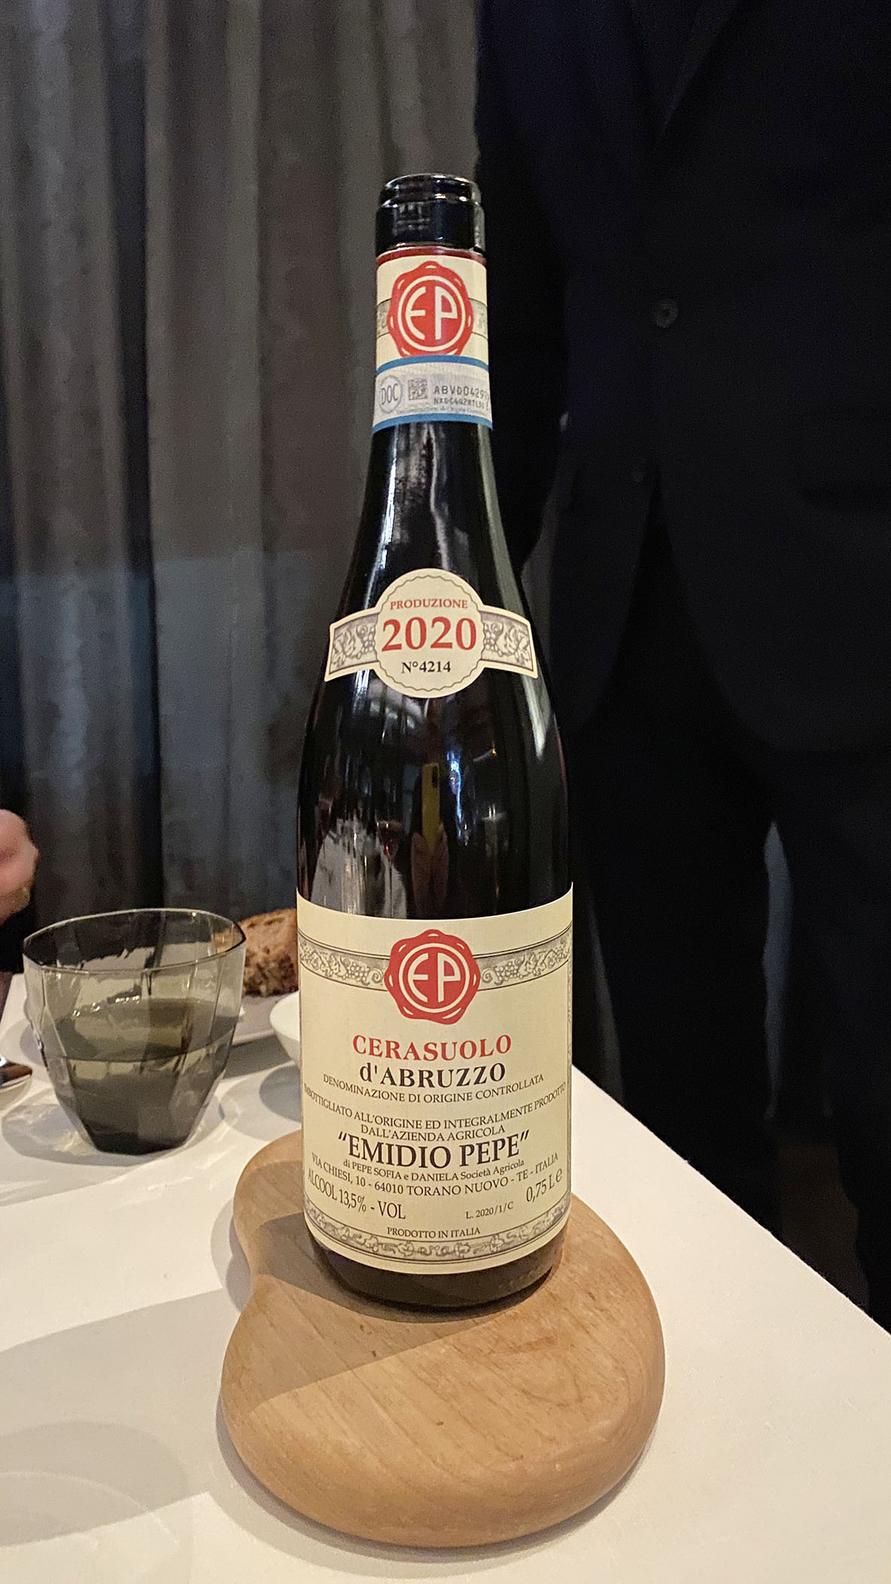 EP
DOC
PRODUZIONE
2020
N°4214
EP
CERASUOLO
d'ABRUZZO
DENOMINAZIONE DI ORIGINE CONTROLLATA
IMBOTTIGLIATO ALL'ORIGINE ED INTEGRALMENTE PRODOTTO
DALL'AZIENDA AGRICOLA
"EMIDIO PEPE"
di PEPE SOFIA e DANIELA Società Agricola
VIA CHIESI, 10 - 64010 TORANO NUOVO - TE - ITALIA
ALCOOL 13,5% - VOL
L. 2020/1/C
0,75 L e
PRODOTTO IN ITALIA